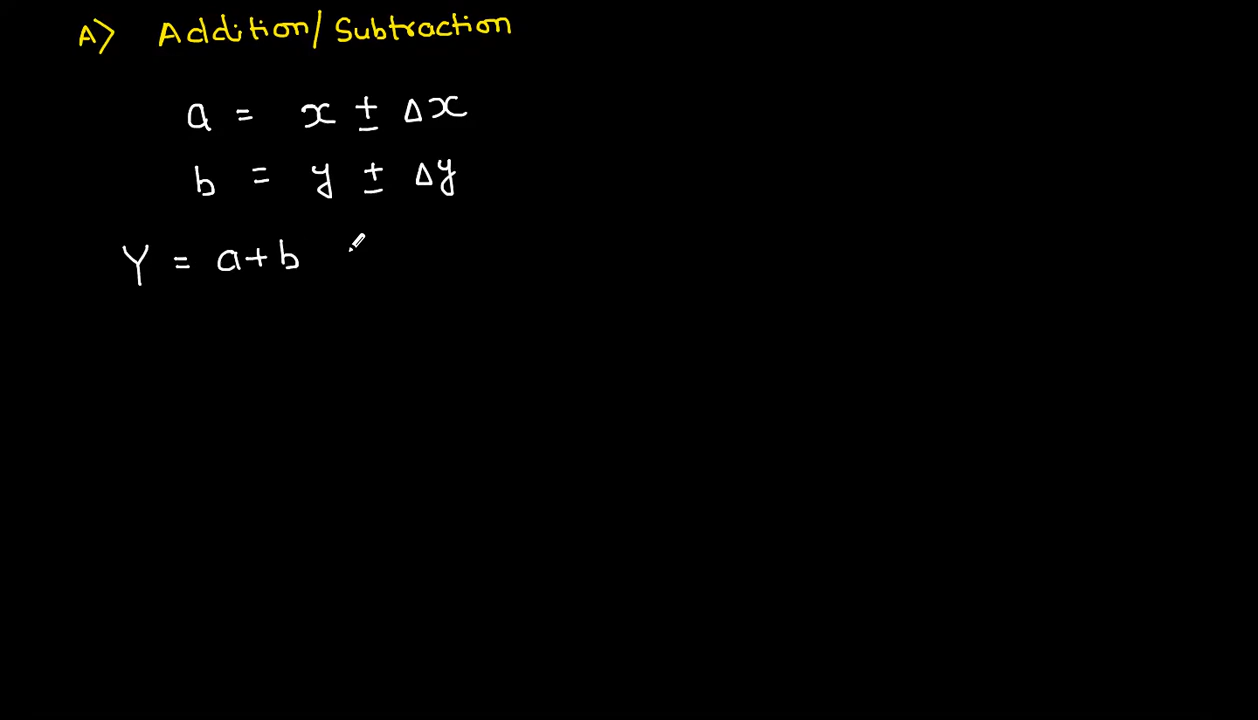 A> Addition/Subtraction
a = x ± Δx
b = y ± Δy
Y = a+b